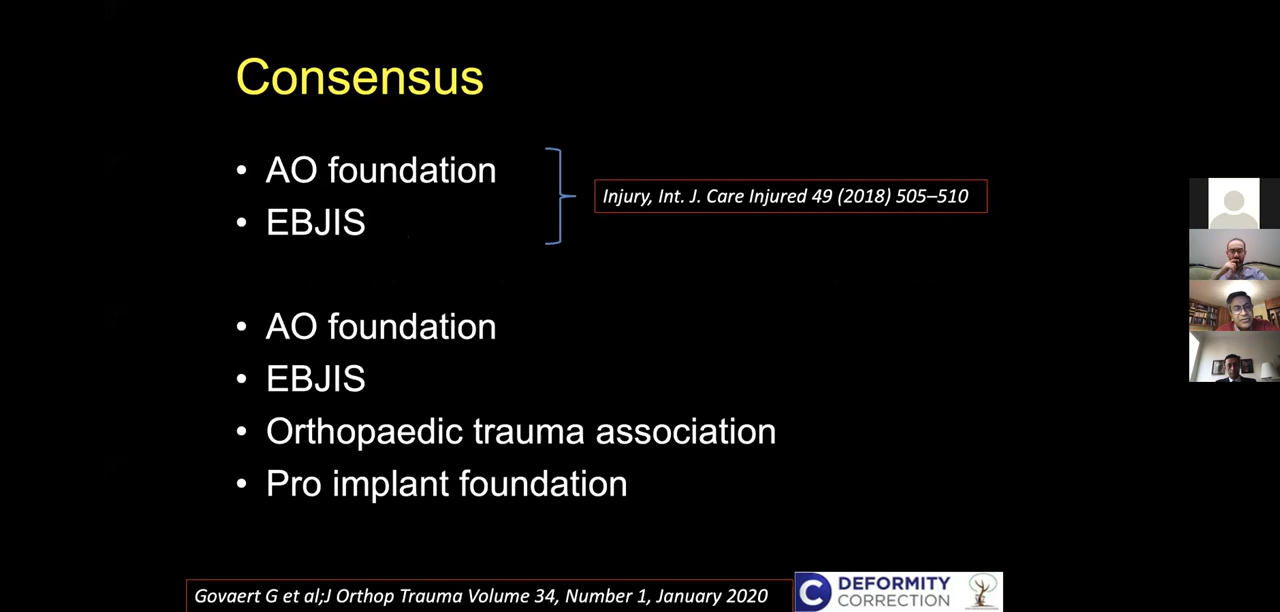 Consensus
• AO foundation
• EBJIS
Injury, Int. J. Care Injured 49 (2018) 505–510
• AO foundation
• EBJIS
• Orthopaedic trauma association
• Pro implant foundation
Govaert G et al;J Orthop Trauma Volume 34, Number 1, January 2020
C DEFORMITY
CORRECTION